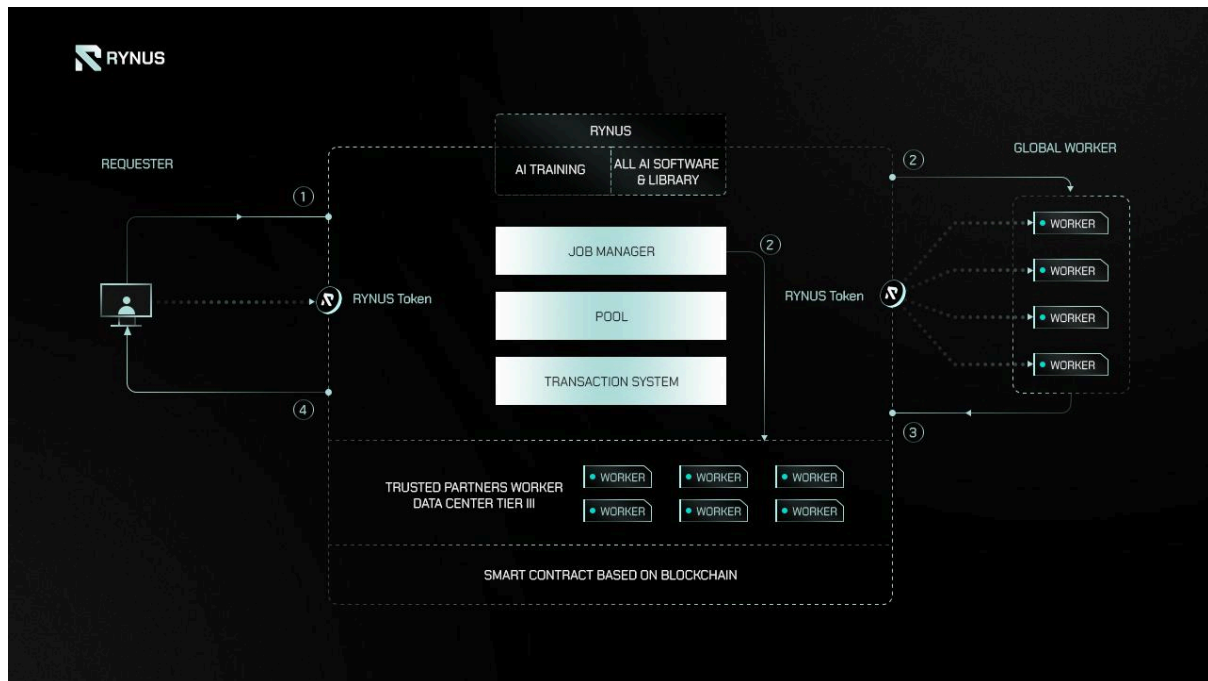 RYNUS
REQUESTER
RYNUS
AI TRAINING
ALL AI SOFTWARE
& LIBRARY
2
GLOBAL WORKER
1
WORKER
JOB MANAGER
2
WORKER
RYNUS Token
RYNUS Token
POOL
WORKER
WORKER
TRANSACTION SYSTEM
4
3
TRUSTED PARTNERS WORKER
DATA CENTER TIER III
WORKER
WORKER
WORKER
WORKER
WORKER
WORKER
SMART CONTRACT BASED ON BLOCKCHAIN